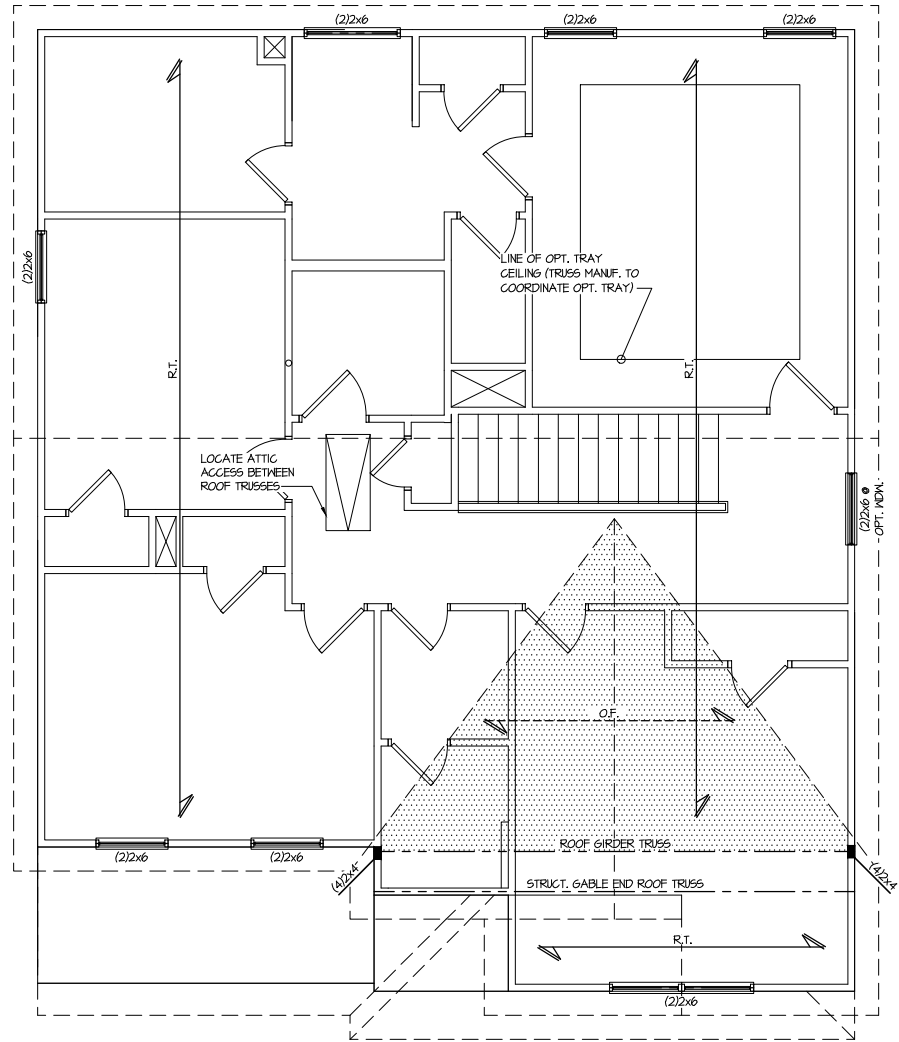 (2)2x6
(2)2x6
(2)2x6
(2)2x6
LINE OF OPT. TRAY
CEILING (TRUSS MANUF. TO
COORDINATE OPT. TRAY)
R.T.
R.T.
LOCATE ATTIC
ACCESS BETWEEN
ROOF TRUSSES
(2)2x6 @
OPT. WDW.
O.F.
ROOF GIRDER TRUSS
(2)2x6
(2)2x6
(4)2x4
(4)2x4
STRUCT. GABLE END ROOF TRUSS
R.T.
(2)2x6